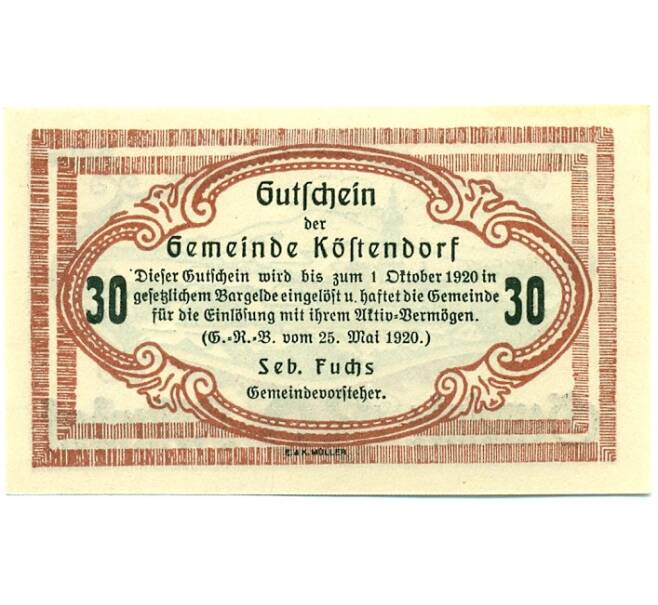 Gutschein
der
Gemeinde Köstendorf
Dieser Gutschein wird bis zum 1 Oktober 1920 in
30 gesetzlichem Bargelde eingelöst u. haftet die Gemeinde 30
für die Einlösung mit ihrem Aktiv-Vermögen.
(G.-R.-B. vom 25. Mai 1920.)
Seb. Fuchs
Gemeindevorsteher.
E. & K. MÜLLER